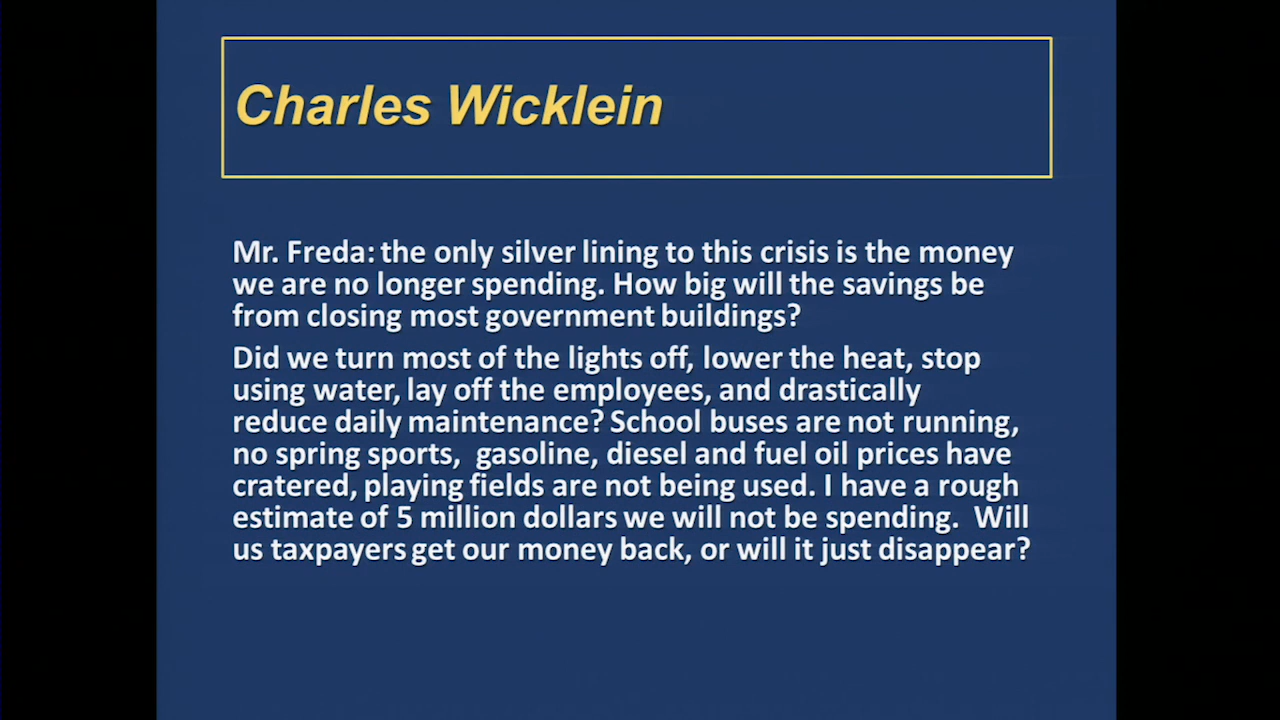 Charles Wicklein
Mr. Freda: the only silver lining to this crisis is the money
we are no longer spending. How big will the savings be
from closing most government buildings?
Did we turn most of the lights off, lower the heat, stop
using water, lay off the employees, and drastically
reduce daily maintenance? School buses are not running,
no spring sports,  gasoline, diesel and fuel oil prices have
cratered, playing fields are not being used. I have a rough
estimate of 5 million dollars we will not be spending.  Will
us taxpayers get our money back, or will it just disappear?